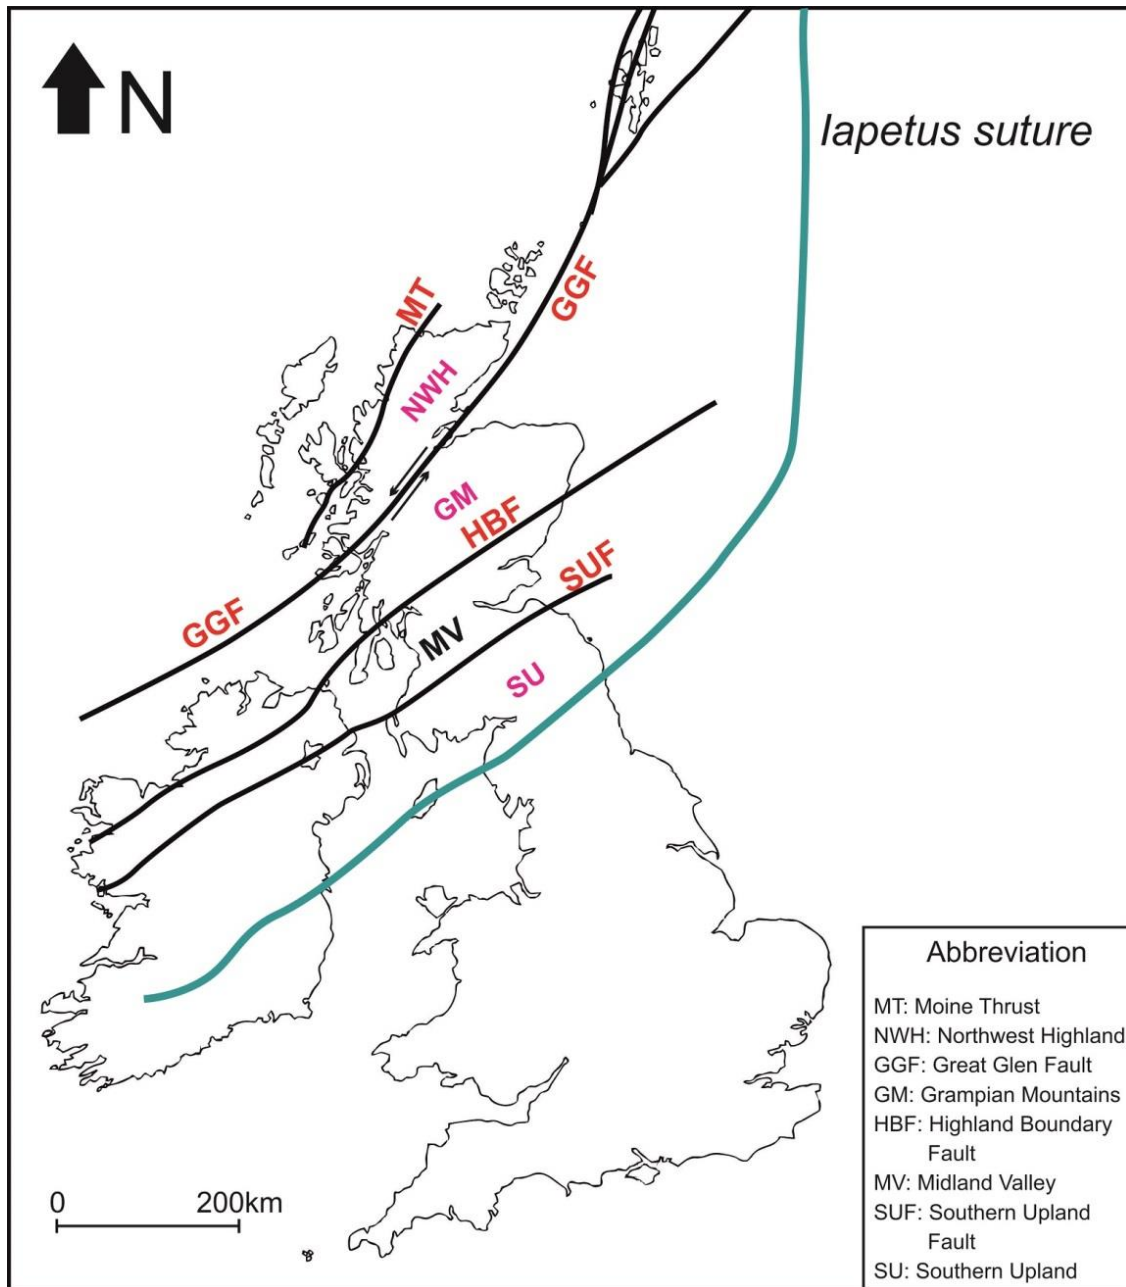 N
Iapetus suture
MT
GGF
NWH
GM
HBF
SUF
GGF
MV
SU
Abbreviation
MT: Moine Thrust
NWH: Northwest Highland
GGF: Great Glen Fault
GM: Grampian Mountains
HBF: Highland Boundary
Fault
MV: Midland Valley
SUF: Southern Upland
Fault
SU: Southern Upland
0 200km